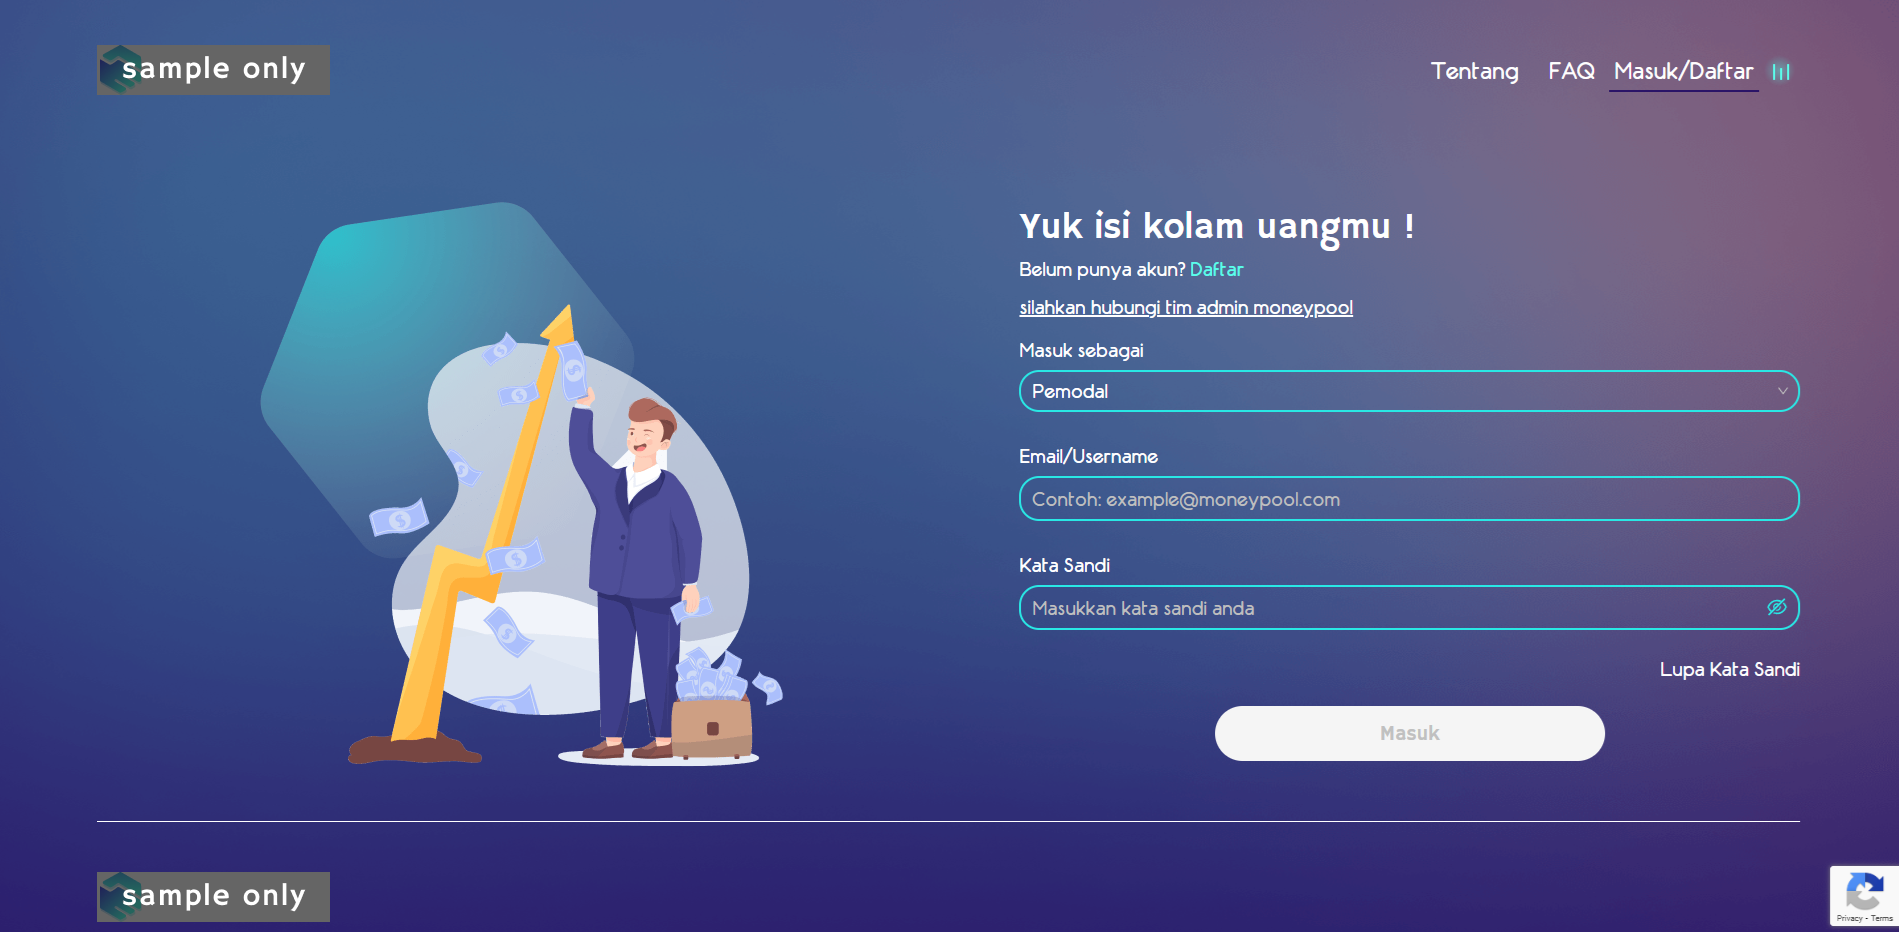 sample only
Tentang FAQ Masuk/Daftar
Yuk isi kolam uangmu !
Belum punya akun? Daftar
silahkan hubungi tim admin moneypool
Masuk sebagai
Pemodal
Email/Username
Contoh: example@moneypool.com
Kata Sandi
Masukkan kata sandi anda
Lupa Kata Sandi
Masuk
sample only
Privacy - Terms